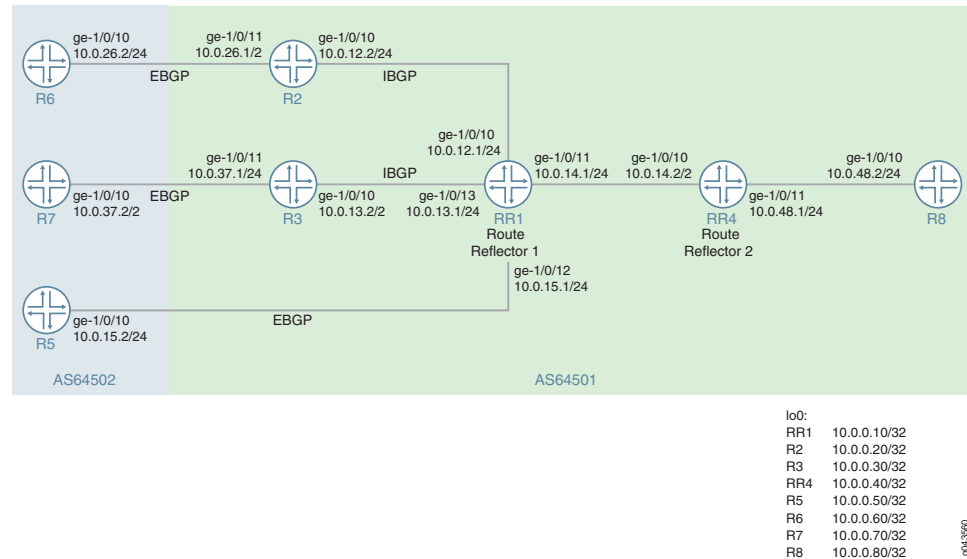 ge-1/0/10
10.0.26.2/24
R6
EBGP
ge-1/0/11
10.0.26.1/2
R2
ge-1/0/10
10.0.12.2/24
IBGP
ge-1/0/10
10.0.12.1/24
ge-1/0/10
10.0.37.2/2
R7
EBGP
ge-1/0/11
10.0.37.1/24
R3
ge-1/0/10
10.0.13.2/2
IBGP
ge-1/0/13
10.0.13.1/24
RR1
Route
Reflector 1
ge-1/0/11
10.0.14.1/24
ge-1/0/10
10.0.14.2/2
RR4
Route
Reflector 2
ge-1/0/11
10.0.48.1/24
ge-1/0/10
10.0.48.2/24
R8
ge-1/0/12
10.0.15.1/24
ge-1/0/10
10.0.15.2/24
R5
EBGP
AS64502
AS64501
lo0:
RR1 10.0.0.10/32
R2 10.0.0.20/32
R3 10.0.0.30/32
RR4 10.0.0.40/32
R5 10.0.0.50/32
R6 10.0.0.60/32
R7 10.0.0.70/32
R8 10.0.0.80/32
g043560